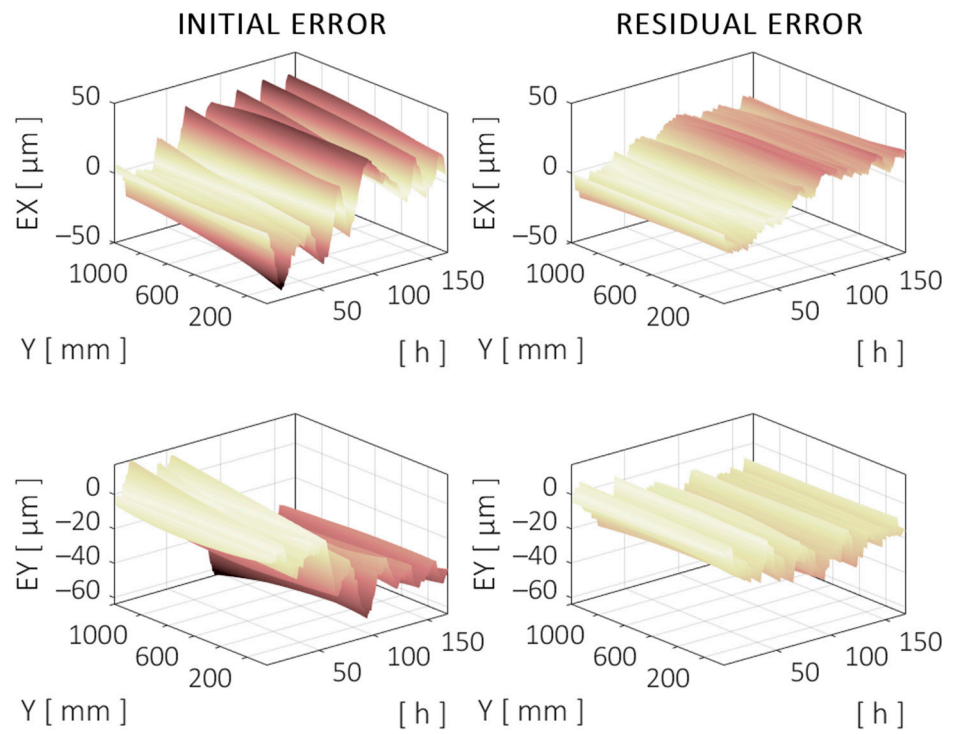 INITIAL ERROR
RESIDUAL ERROR
EX [ µm ]
50
0
−50
1000
600
200
50
100
150
Y [ mm ]
[ h ]
EX [ µm ]
50
0
−50
1000
600
200
50
100
150
Y [ mm ]
[ h ]
EY [ µm ]
0
−20
−40
−60
1000
600
200
50
100
150
Y [ mm ]
[ h ]
EY [ µm ]
0
−20
−40
−60
1000
600
200
50
100
150
Y [ mm ]
[ h ]